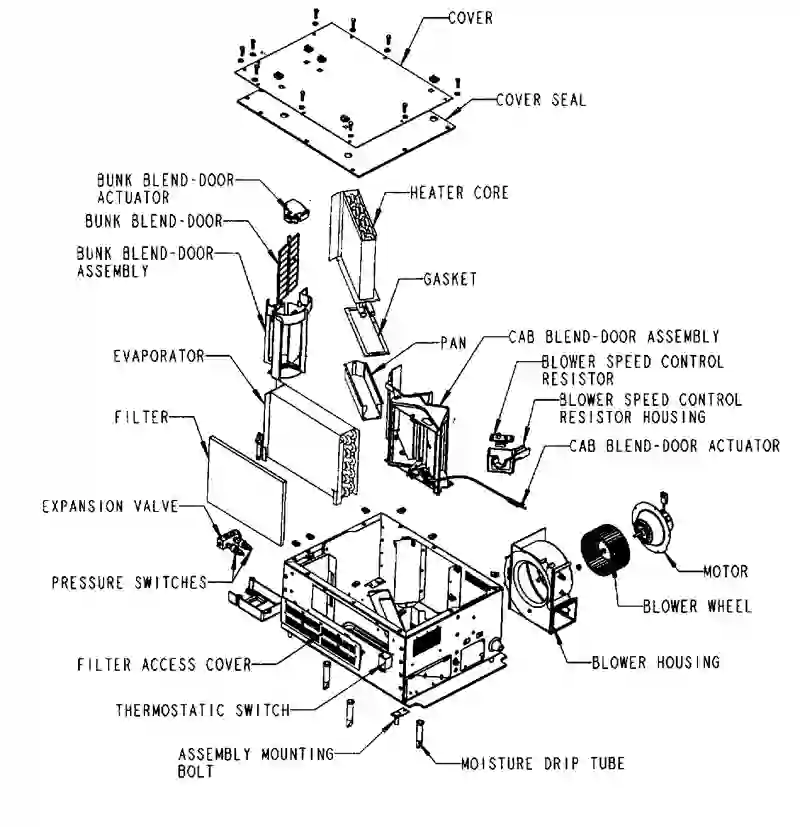 COVER
COVER SEAL
BUNK BLEND-DOOR
ACTUATOR
HEATER CORE
BUNK BLEND-DOOR
BUNK BLEND-DOOR
ASSEMBLY
GASKET
CAB BLEND-DOOR ASSEMBLY
PAN
EVAPORATOR
BLOWER SPEED CONTROL
RESISTOR
BLOWER SPEED CONTROL
RESISTOR HOUSING
FILTER
CAB BLEND-DOOR ACTUATOR
EXPANSION VALVE
PRESSURE SWITCHES
MOTOR
BLOWER WHEEL
FILTER ACCESS COVER
BLOWER HOUSING
THERMOSTATIC SWITCH
ASSEMBLY MOUNTING
BOLT
MOISTURE DRIP TUBE